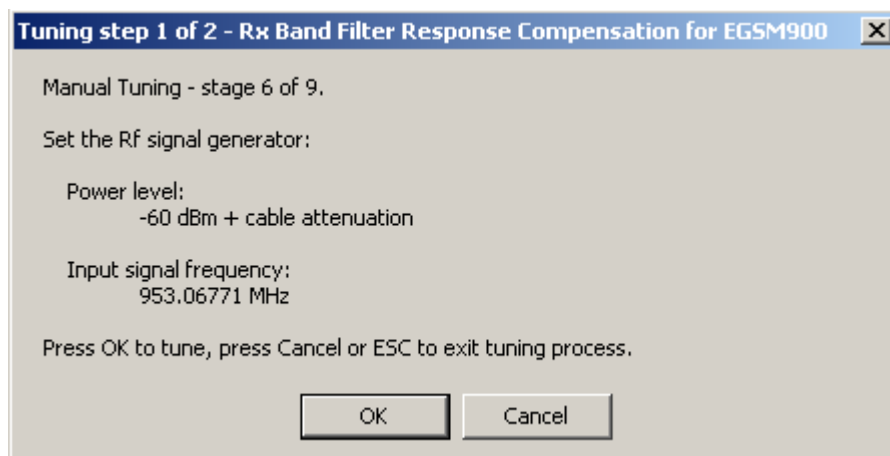 Tuning step 1 of 2 - Rx Band Filter Response Compensation for EGSM900
Manual Tuning - stage 6 of 9.
Set the Rf signal generator:
Power level:
-60 dBm + cable attenuation
Input signal frequency:
953.06771 MHz
Press OK to tune, press Cancel or ESC to exit tuning process.
OK
Cancel